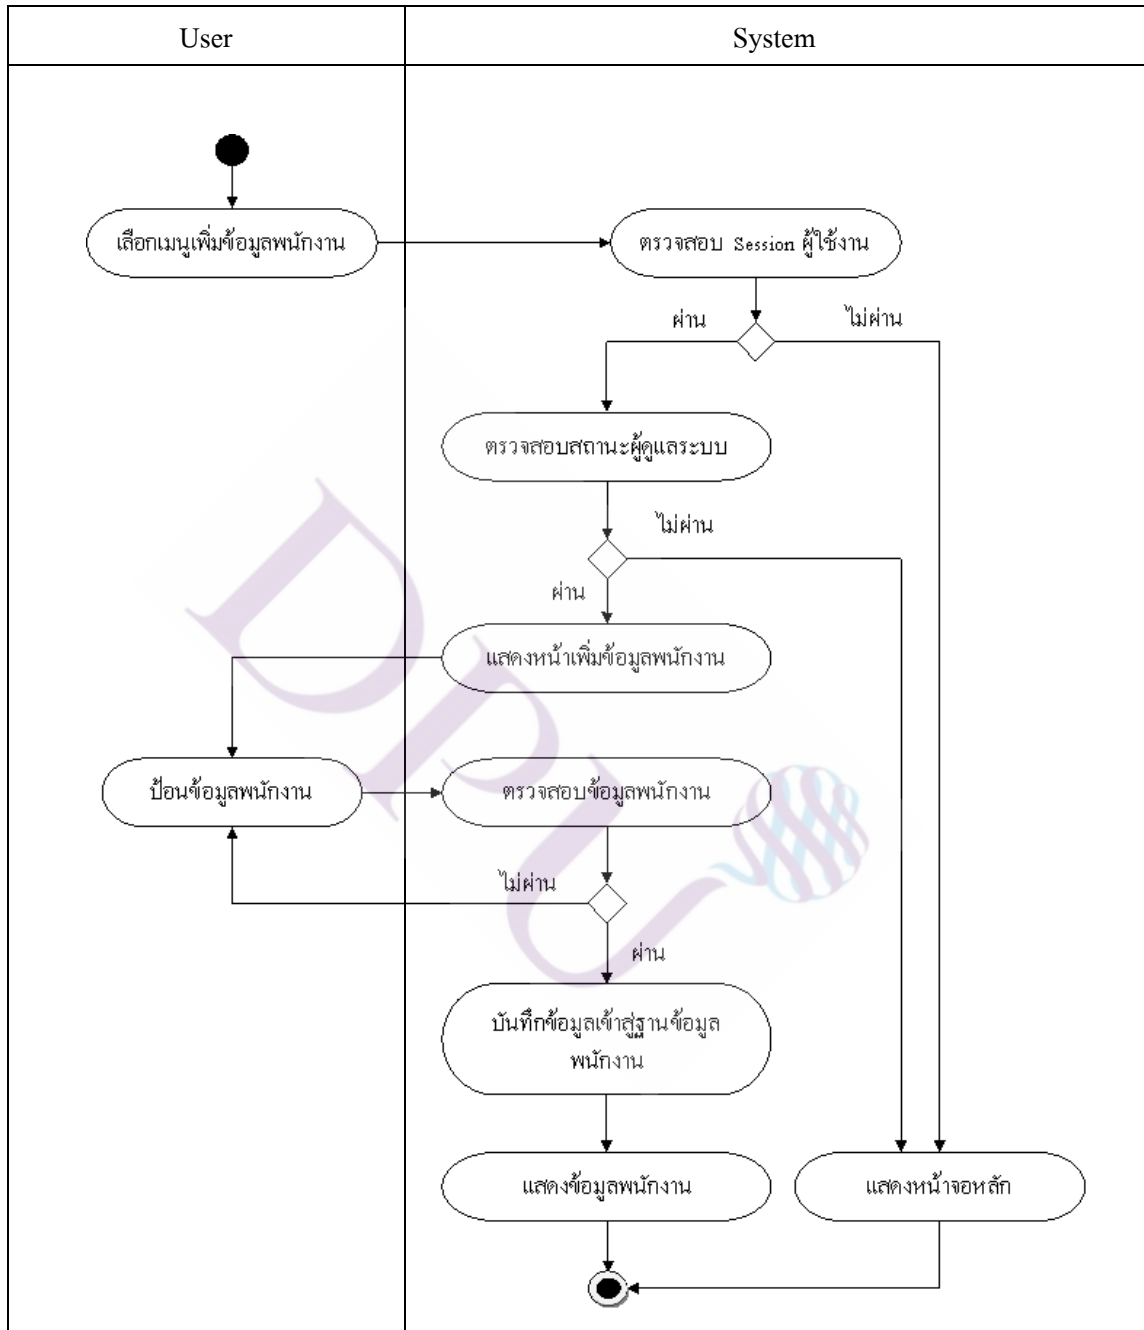 User
System
เลือกเมนูเพิ่มข้อมูลพนักงาน
ตรวจสอบ Session ผู้ใช้งาน
ผ่าน
ไม่ผ่าน
ตรวจสอบสถานะผู้ดูแลระบบ
ไม่ผ่าน
ผ่าน
แสดงหน้าเพิ่มข้อมูลพนักงาน
ป้อนข้อมูลพนักงาน
ตรวจสอบข้อมูลพนักงาน
ไม่ผ่าน
ผ่าน
บันทึกข้อมูลเข้าสู่ฐานข้อมูล
พนักงาน
แสดงข้อมูลพนักงาน
แสดงหน้าจอหลัก
DPU